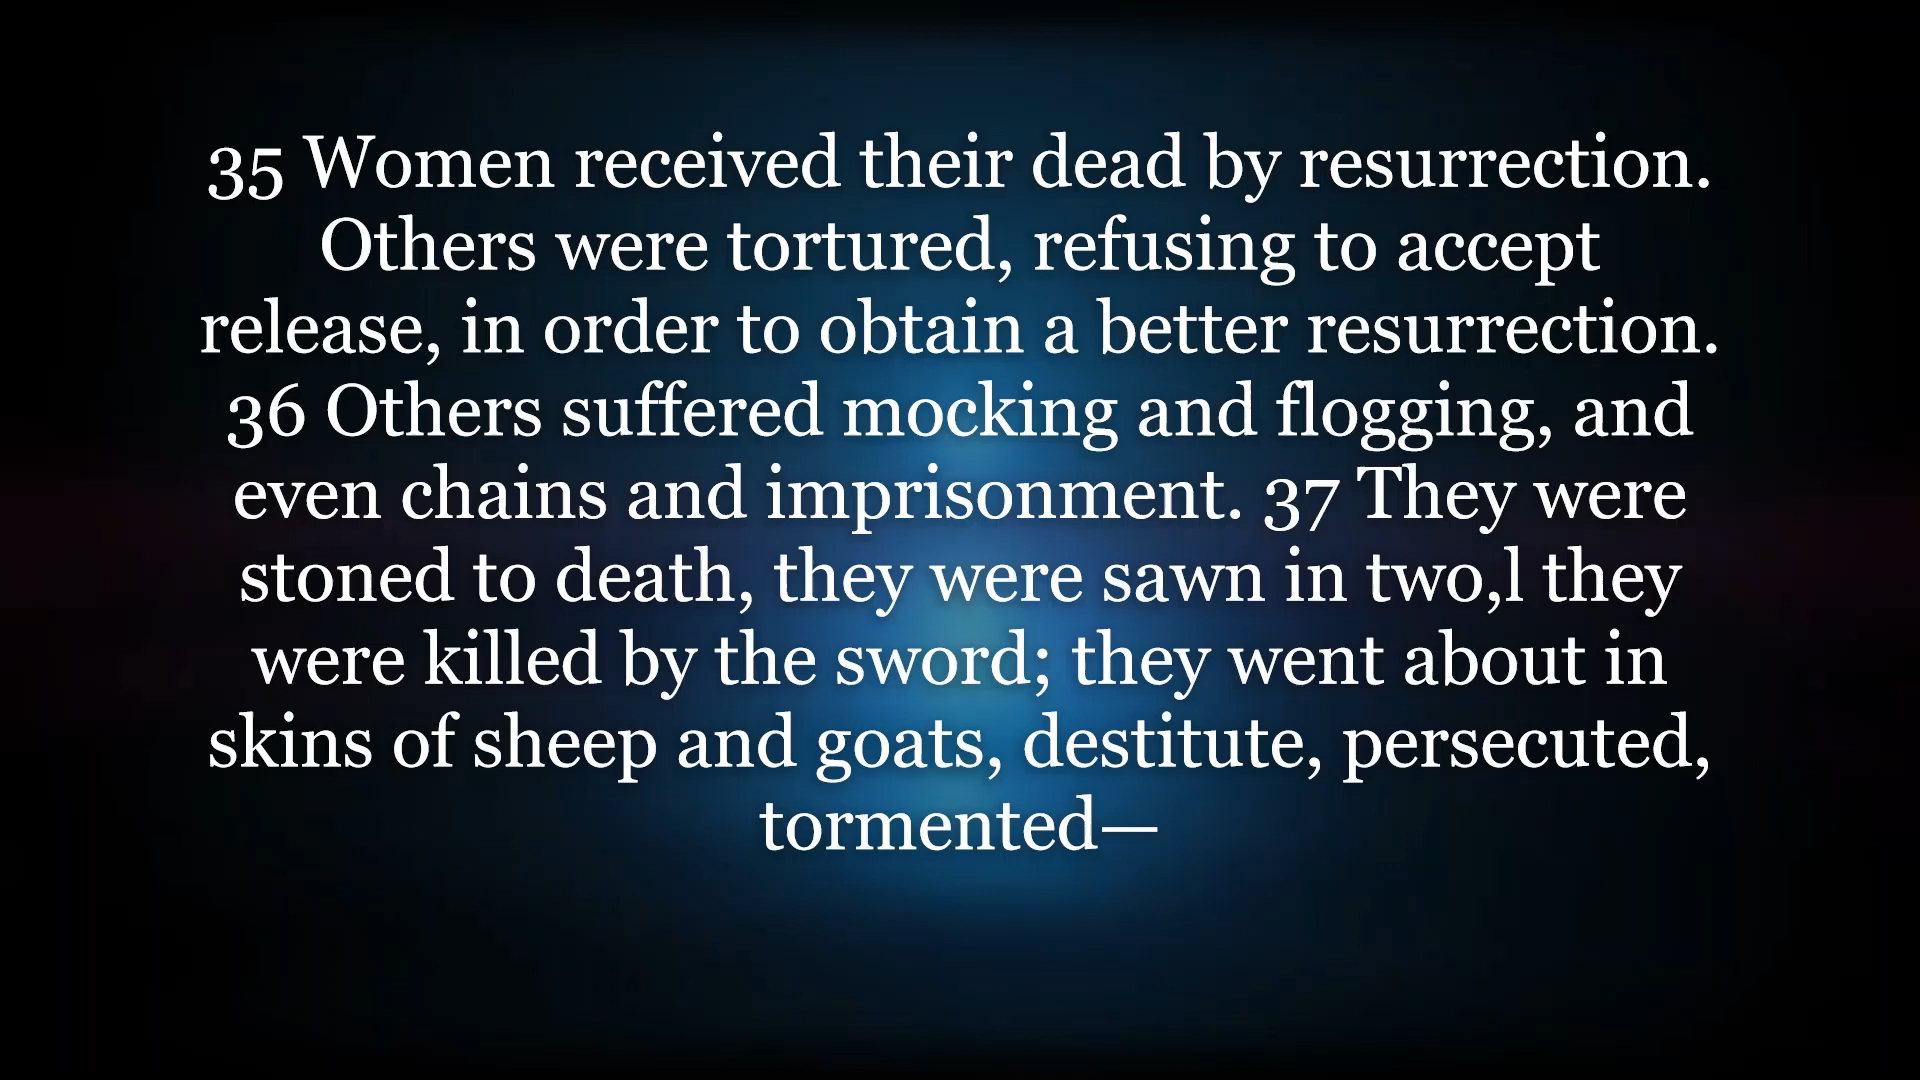 35 Women received their dead by resurrection.
Others were tortured, refusing to accept
release, in order to obtain a better resurrection.
36 Others suffered mocking and flogging, and
even chains and imprisonment. 37 They were
stoned to death, they were sawn in two,l they
were killed by the sword; they went about in
skins of sheep and goats, destitute, persecuted,
tormented—